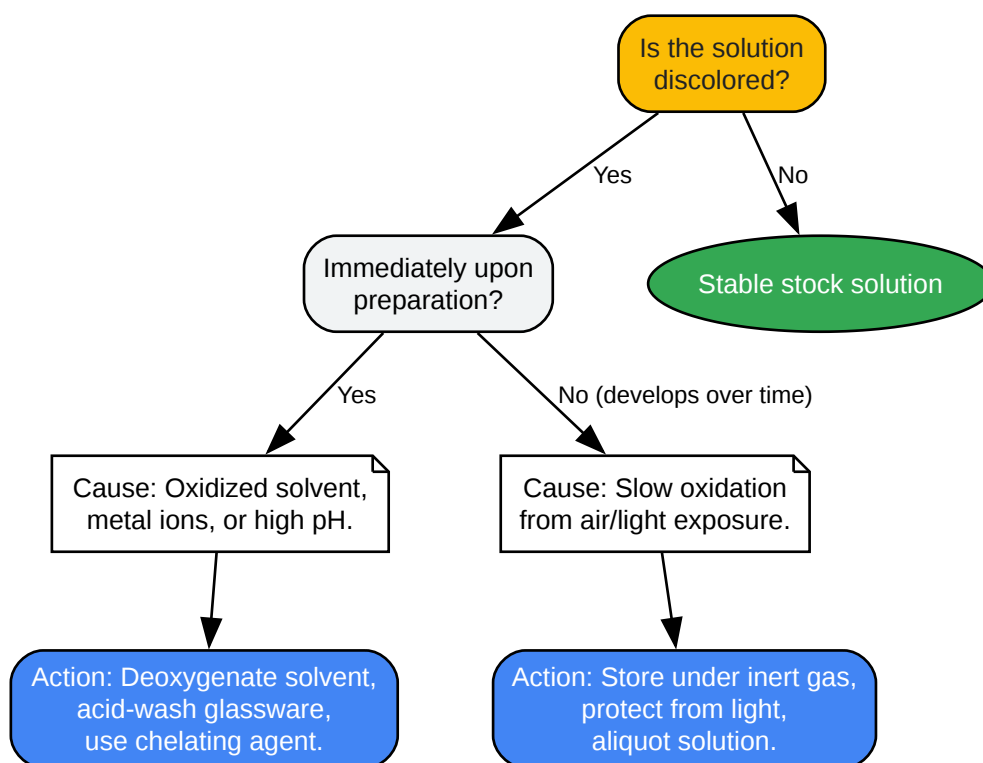 Is the solution
discolored?
Yes
No
Immediately upon
preparation?
Stable stock solution
Yes
No (develops over time)
Cause: Oxidized solvent,
metal ions, or high pH.
Cause: Slow oxidation
from air/light exposure.
Action: Deoxygenate solvent,
acid-wash glassware,
use chelating agent.
Action: Store under inert gas,
protect from light,
aliquot solution.